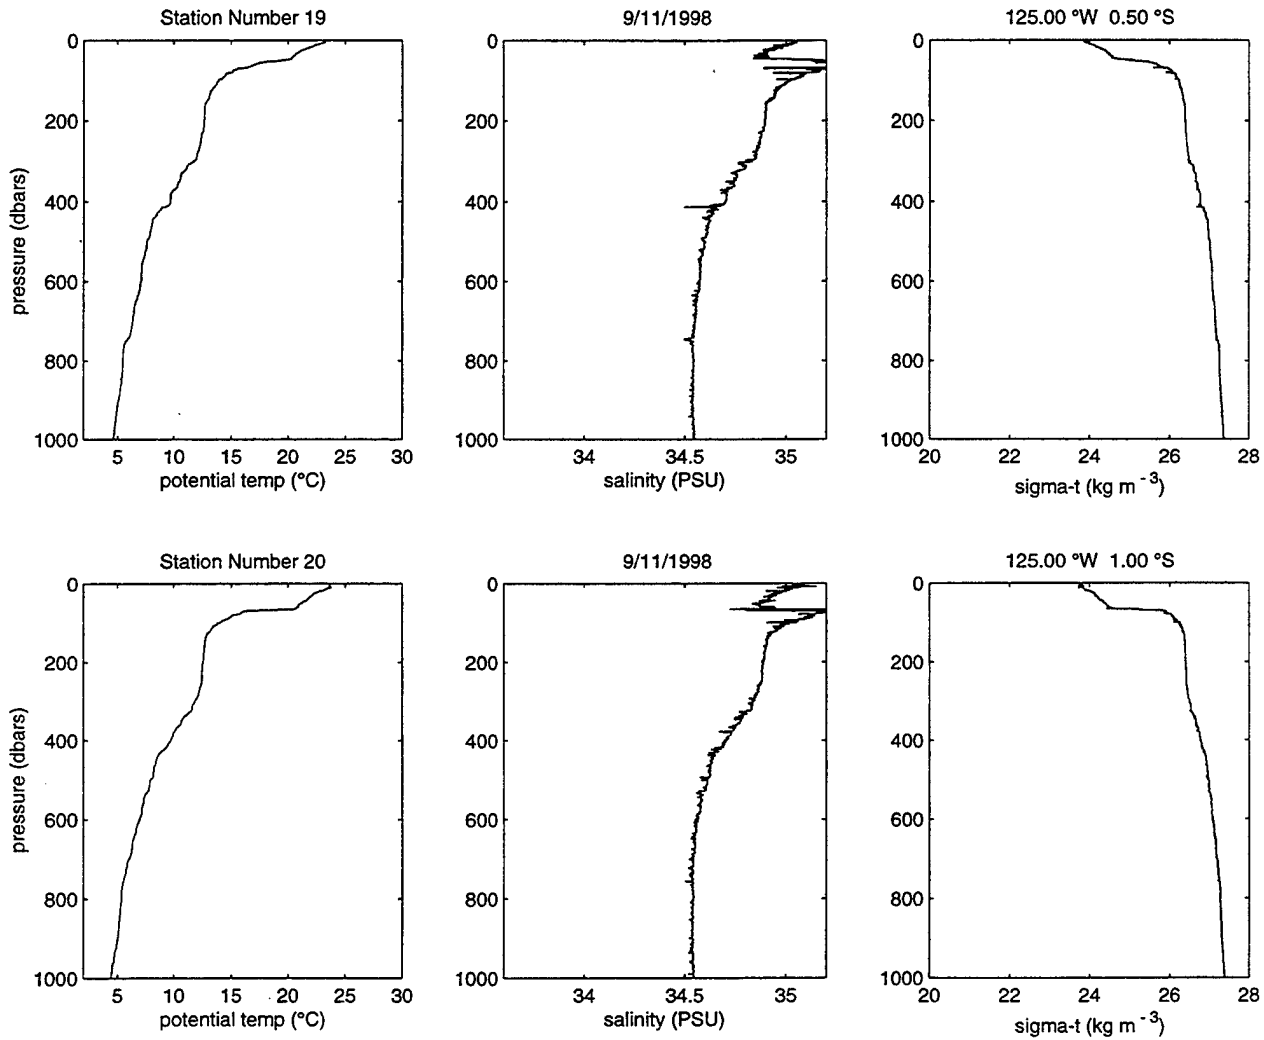 Station Number 19
9/11/1998
125.00 °W 0.50 °S
pressure (dbars)
0
200
400
600
800
1000
5 10 15 20 25 30
potential temp (°C)
0
200
400
600
800
1000
34 34.5 35
salinity (PSU)
0
200
400
600
800
1000
20 22 24 26 28
sigma-t (kg m -3)
Station Number 20
9/11/1998
125.00 °W 1.00 °S
pressure (dbars)
0
200
400
600
800
1000
5 10 15 20 25 30
potential temp (°C)
0
200
400
600
800
1000
34 34.5 35
salinity (PSU)
0
200
400
600
800
1000
20 22 24 26 28
sigma-t (kg m -3)